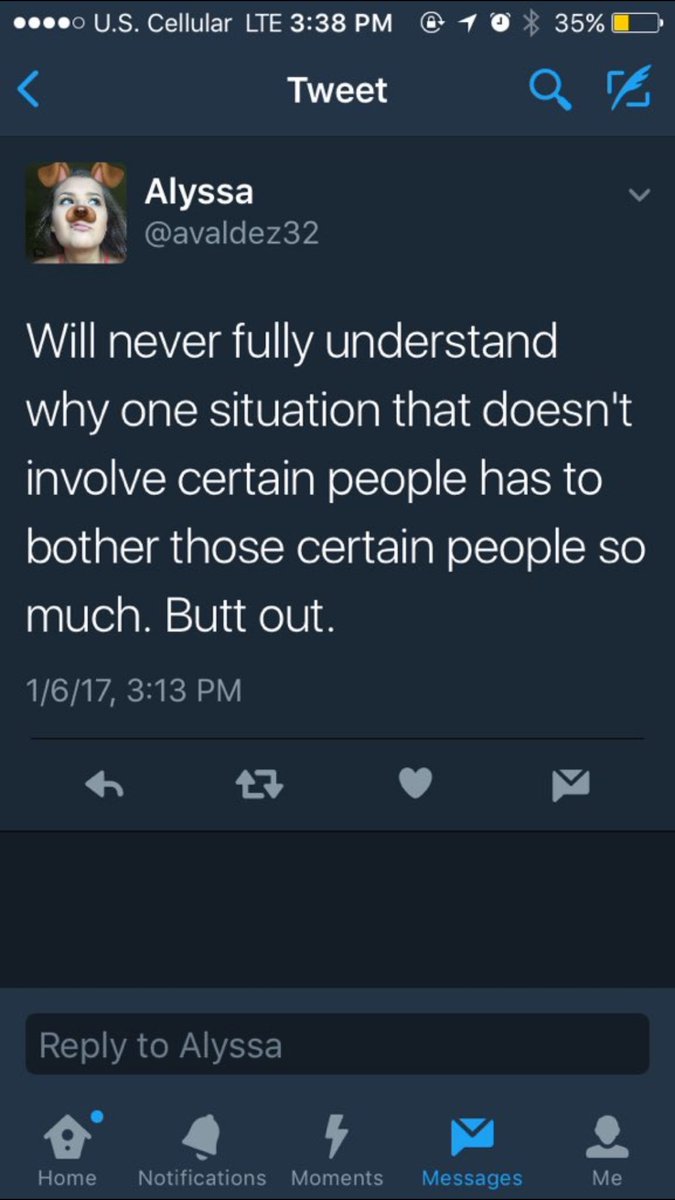 U.S. Cellular LTE 3:38 PM 35%
Tweet
Alyssa
@avaldez32
Will never fully understand
why one situation that doesn't
involve certain people has to
bother those certain people so
much. Butt out.
1/6/17, 3:13 PM
Reply to Alyssa
Home Notifications Moments Messages Me